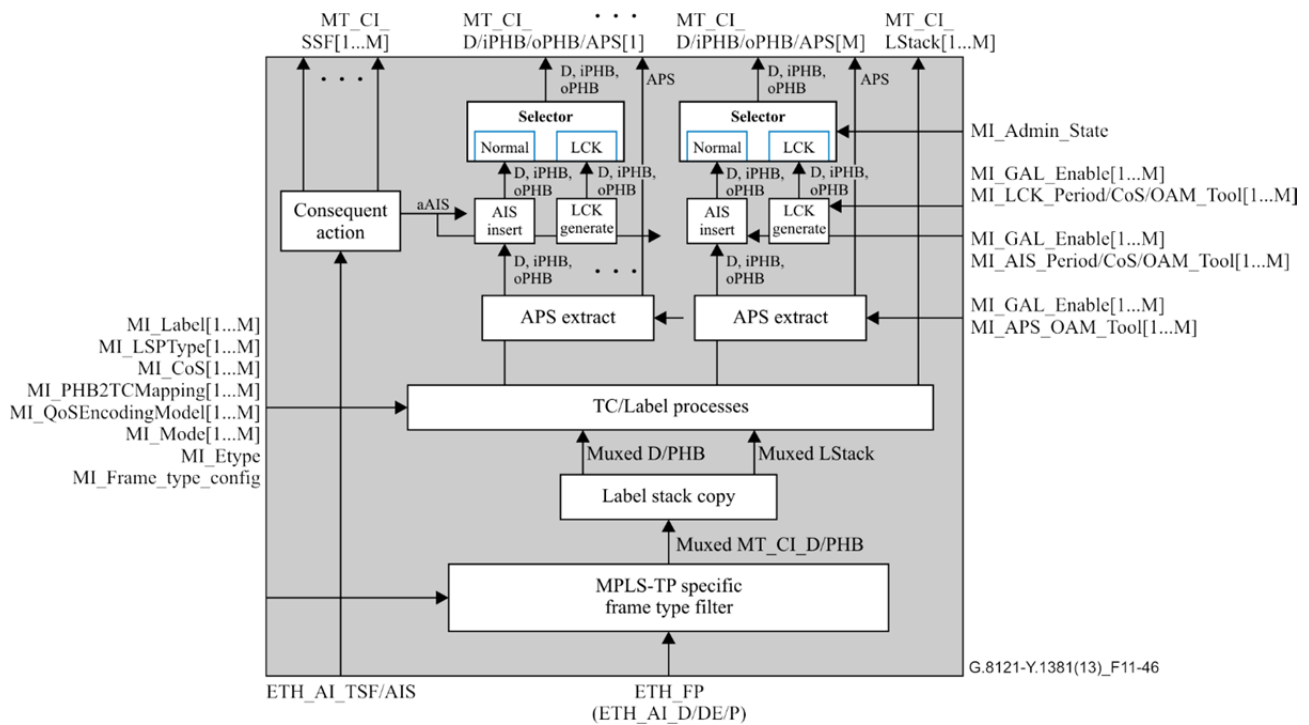 MT_CI_
SSF[1...M]
MT_CI_
D/iPHB/oPHB/APS[1]
. . .
MT_CI_
D/iPHB/oPHB/APS[M]
MT_CI_
LStack[1...M]
. . .
D, iPHB,
oPHB
APS
D, iPHB,
oPHB
APS
Selector
Normal
LCK
Selector
Normal
LCK
MI_Admin_State
D, iPHB,
oPHB
D, iPHB,
oPHB
D, iPHB,
oPHB
D, iPHB,
oPHB
MI_GAL_Enable[1...M]
MI_LCK_Period/CoS/OAM_Tool[1...M]
Consequent
action
aAIS
AIS
insert
LCK
generate
AIS
insert
LCK
generate
MI_GAL_Enable[1...M]
MI_AIS_Period/CoS/OAM_Tool[1...M]
D, iPHB,
oPHB
. . .
D, iPHB,
oPHB
APS extract
APS extract
MI_GAL_Enable[1...M]
MI_APS_OAM_Tool[1...M]
MI_Label[1...M]
MI_LSPType[1...M]
MI_CoS[1...M]
MI_PHB2TCMapping[1...M]
MI_QoSEncodingModel[1...M]
MI_Mode[1...M]
MI_Etype
MI_Frame_type_config
TC/Label processes
Muxed D/PHB
Muxed LStack
Label stack copy
Muxed MT_CI_D/PHB
MPLS-TP specific
frame type filter
G.8121-Y.1381(13)_F11-46
ETH_AI_TSF/AIS
ETH_FP
(ETH_AI_D/DE/P)